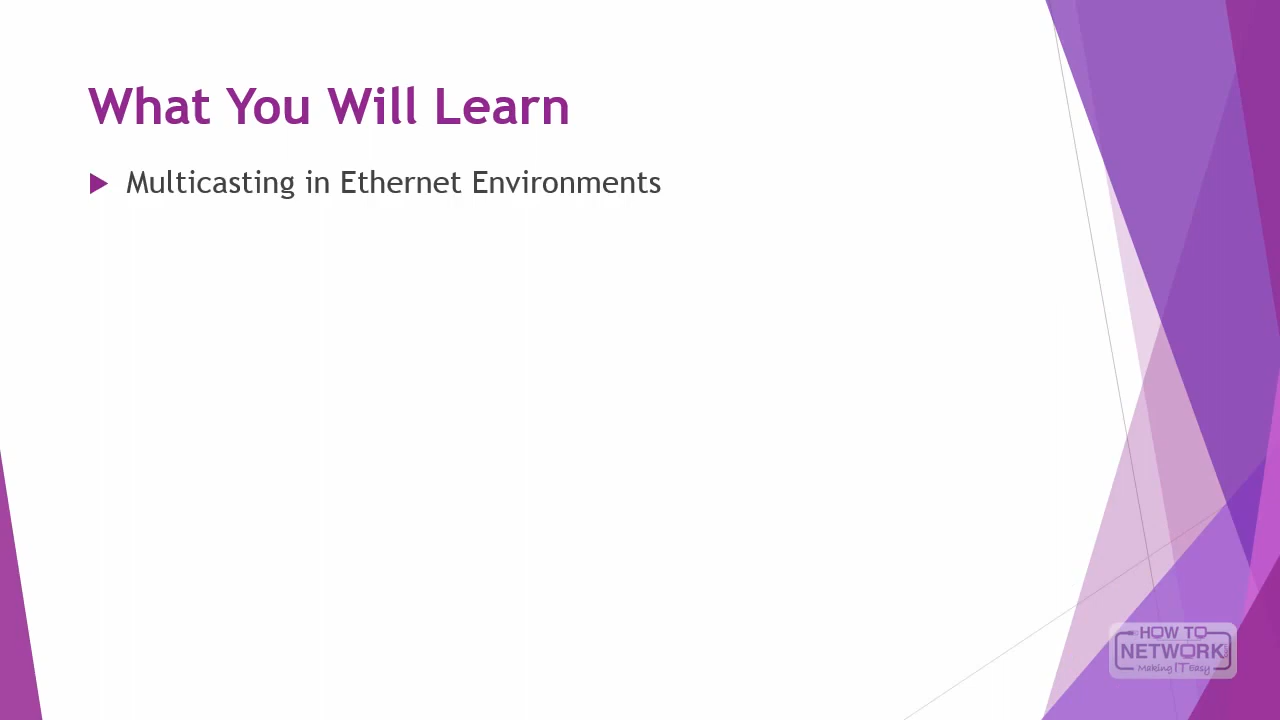 What You Will Learn
Multicasting in Ethernet Environments
HOW TO
NETWORK
Making IT Easy